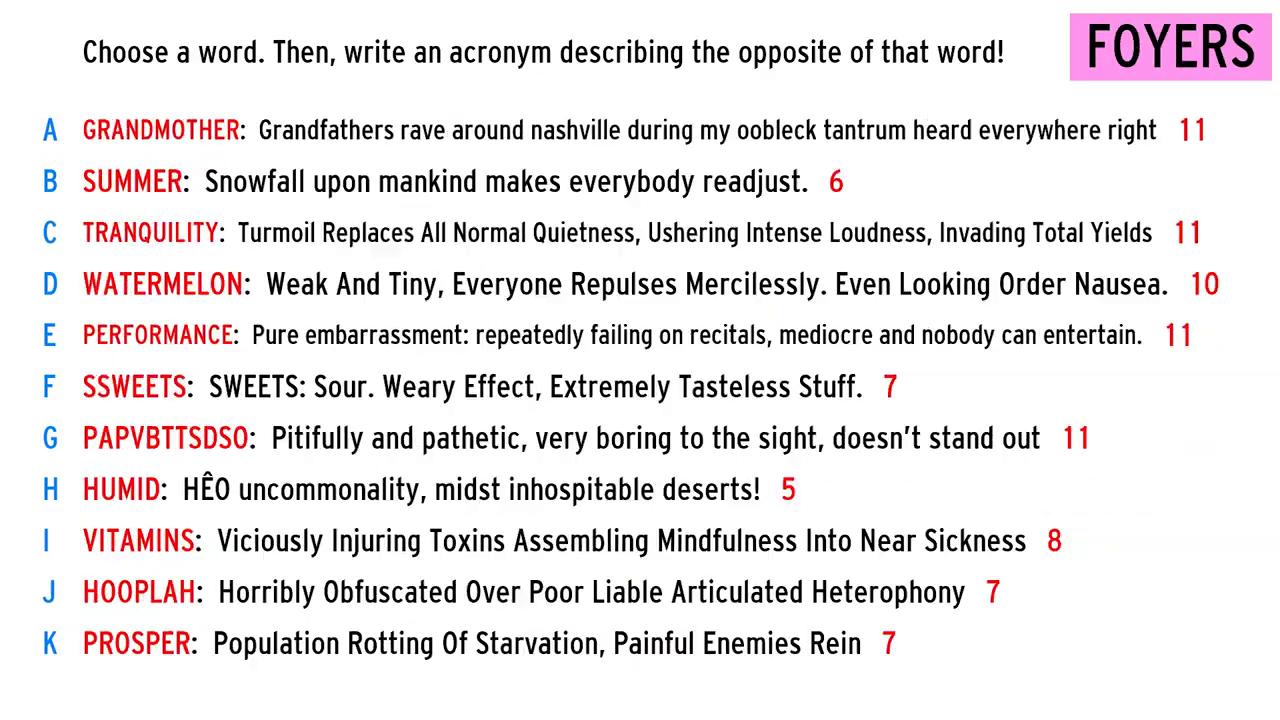 Choose a word. Then, write an acronym describing the opposite of that word!
FOYERS
A GRANDMOTHER: Grandfathers rave around nashville during my oobleck tantrum heard everywhere right 11
B SUMMER: Snowfall upon mankind makes everybody readjust. 6
C TRANQUILITY: Turmoil Replaces All Normal Quietness, Ushering Intense Loudness, Invading Total Yields 11
D WATERMELON: Weak And Tiny, Everyone Repulses Mercilessly. Even Looking Order Nausea. 10
E PERFORMANCE: Pure embarrassment: repeatedly failing on recitals, mediocre and nobody can entertain. 11
F SSWEETS: SWEETS: Sour. Weary Effect, Extremely Tasteless Stuff. 7
G PAPVBTTSDSO: Pitifully and pathetic, very boring to the sight, doesn't stand out 11
H HUMID: HÊO uncommonality, midst inhospitable deserts! 5
I VITAMINS: Viciously Injuring Toxins Assembling Mindfulness Into Near Sickness 8
J HOOPLAH: Horribly Obfuscated Over Poor Liable Articulated Heterophony 7
K PROSPER: Population Rotting Of Starvation, Painful Enemies Rein 7